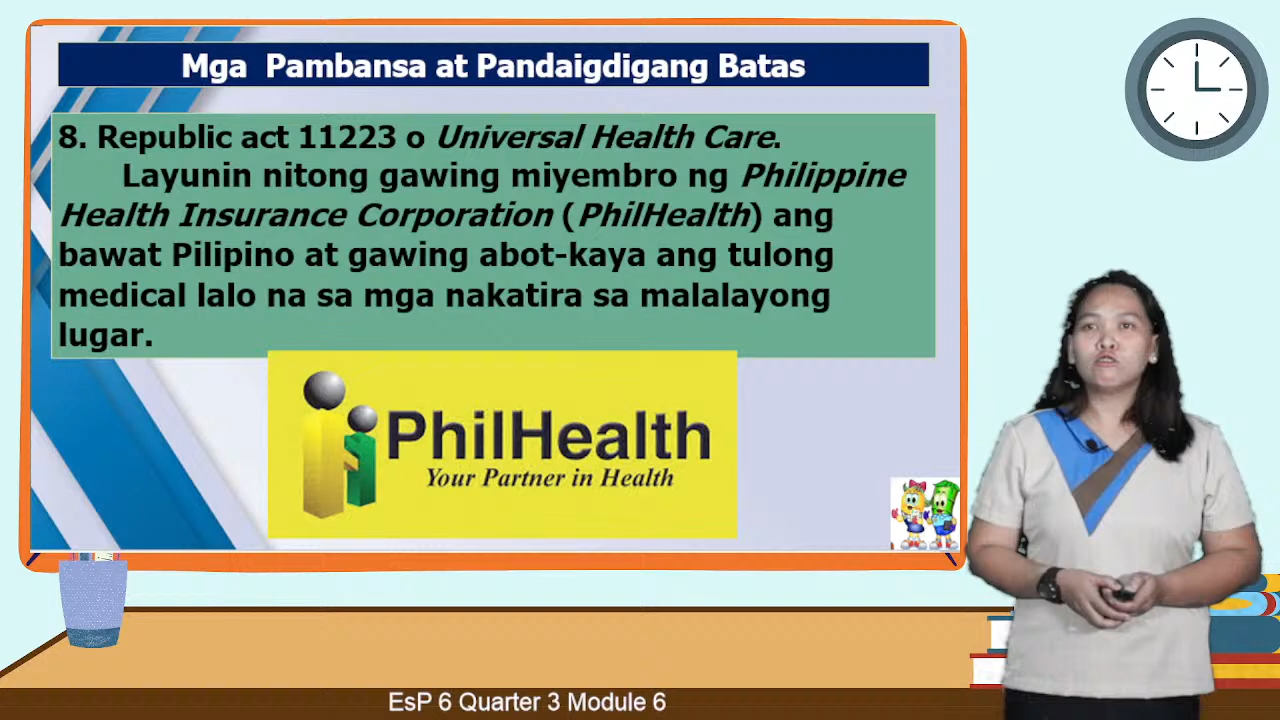 Mga Pambansa at Pandaigdigang Batas
8. Republic act 11223 o Universal Health Care.
Layunin nitong gawing miyembro ng Philippine
Health Insurance Corporation (PhilHealth) ang
bawat Pilipino at gawing abot-kaya ang tulong
medical lalo na sa mga nakatira sa malalayong
lugar.
PhilHealth
Your Partner in Health
EsP 6 Quarter 3 Module 6